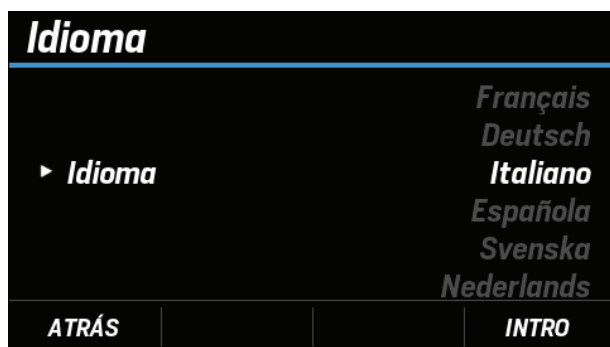 Idioma
Français
Deutsch
▸ Idioma Italiano
Española
Svenska
Nederlands
ATRÁS INTRO